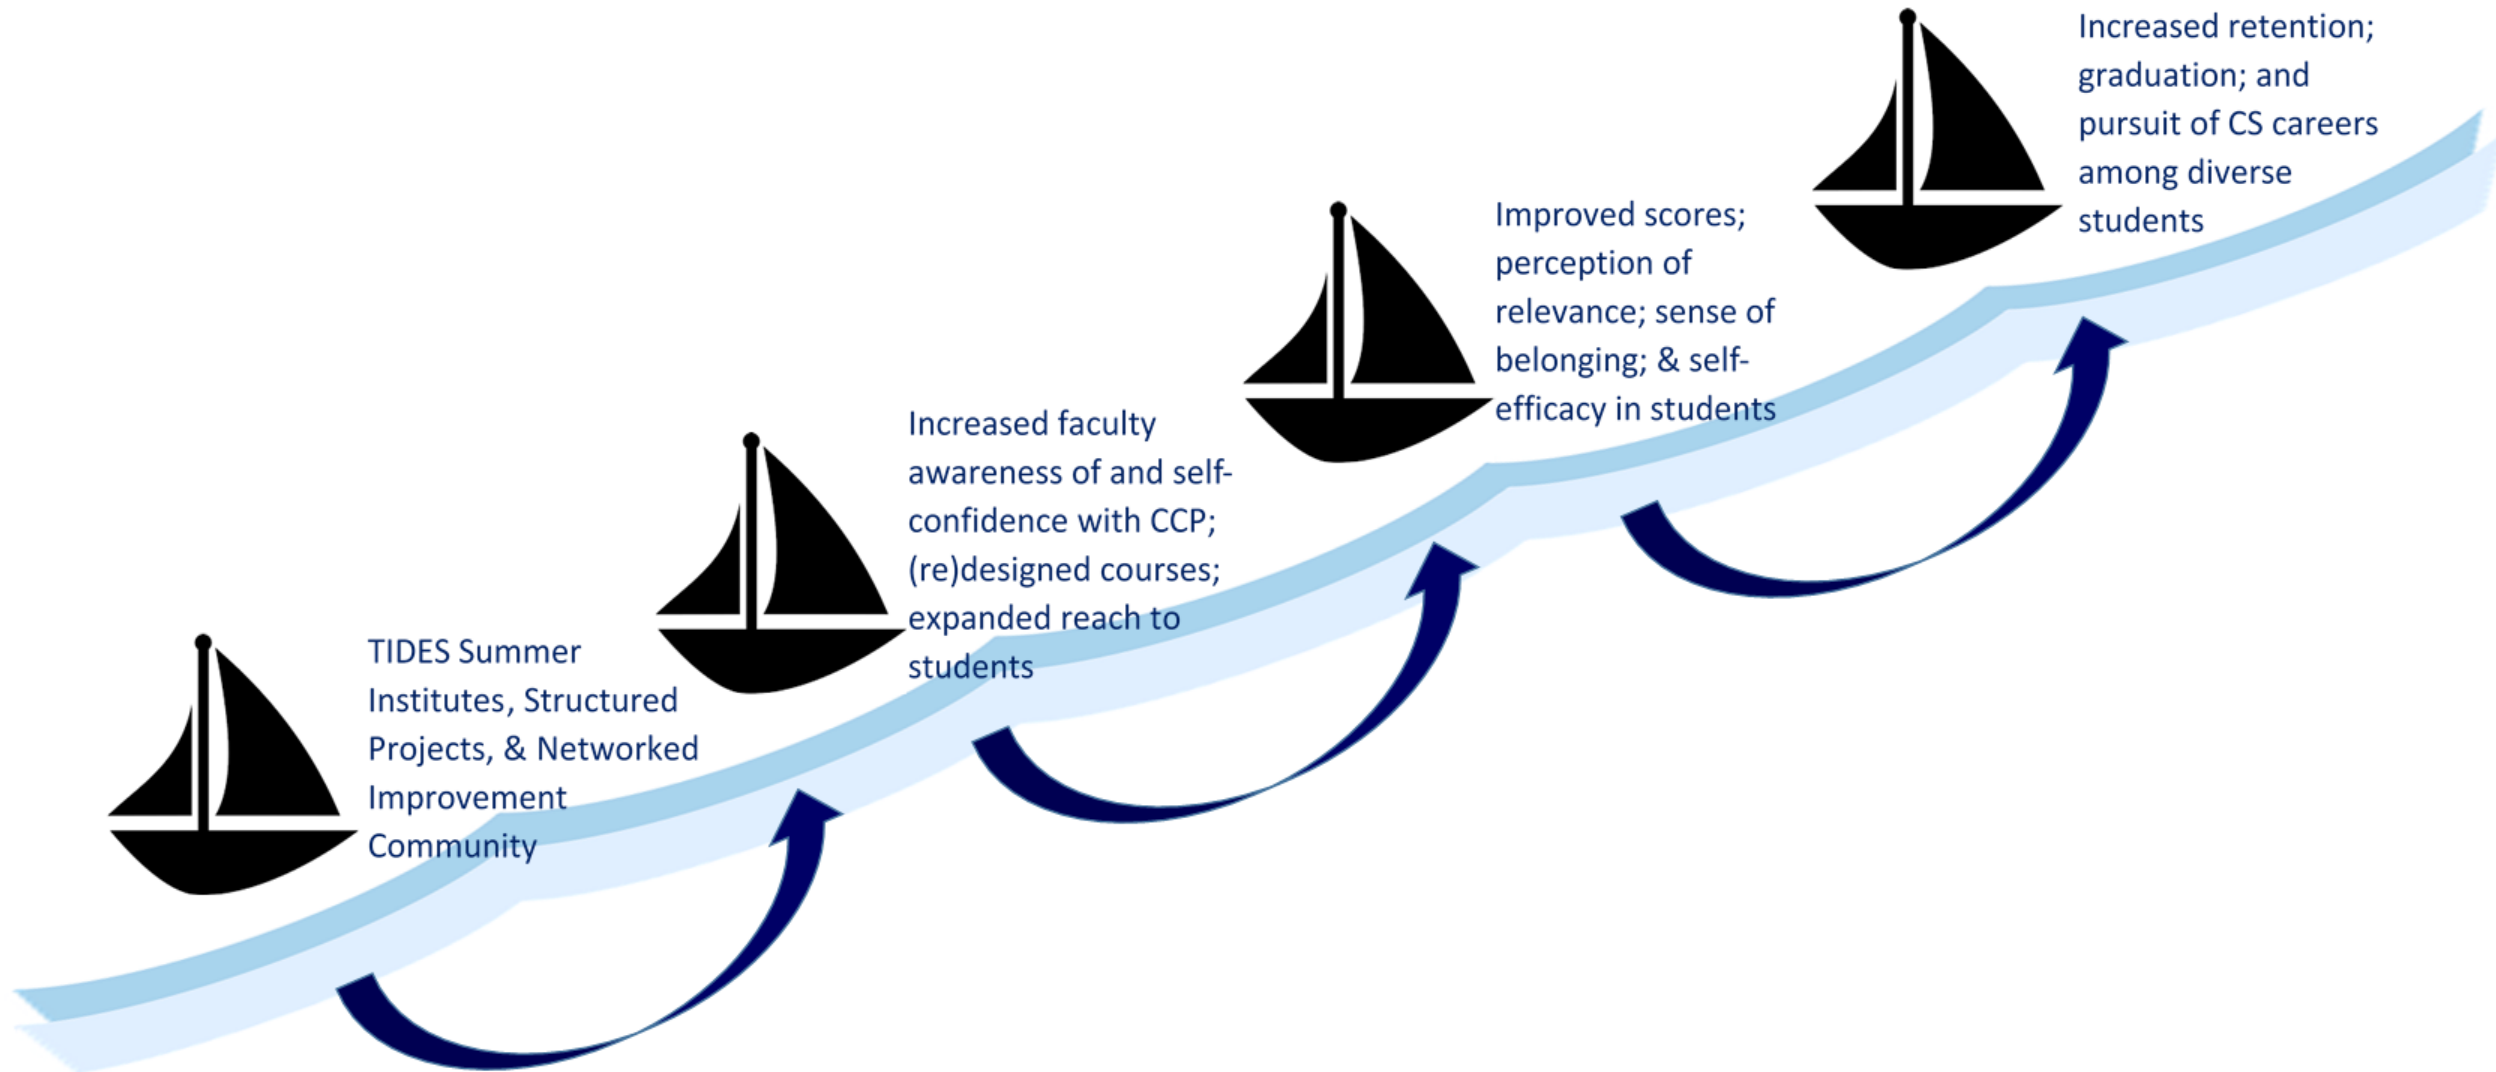 TIDES Summer
Institutes, Structured
Projects, & Networked
Improvement
Community
Increased faculty
awareness of and self-
confidence with CCP;
(re)designed courses;
expanded reach to
students
Improved scores;
perception of
relevance; sense of
belonging; & self-
efficacy in students
Increased retention;
graduation; and
pursuit of CS careers
among diverse
students